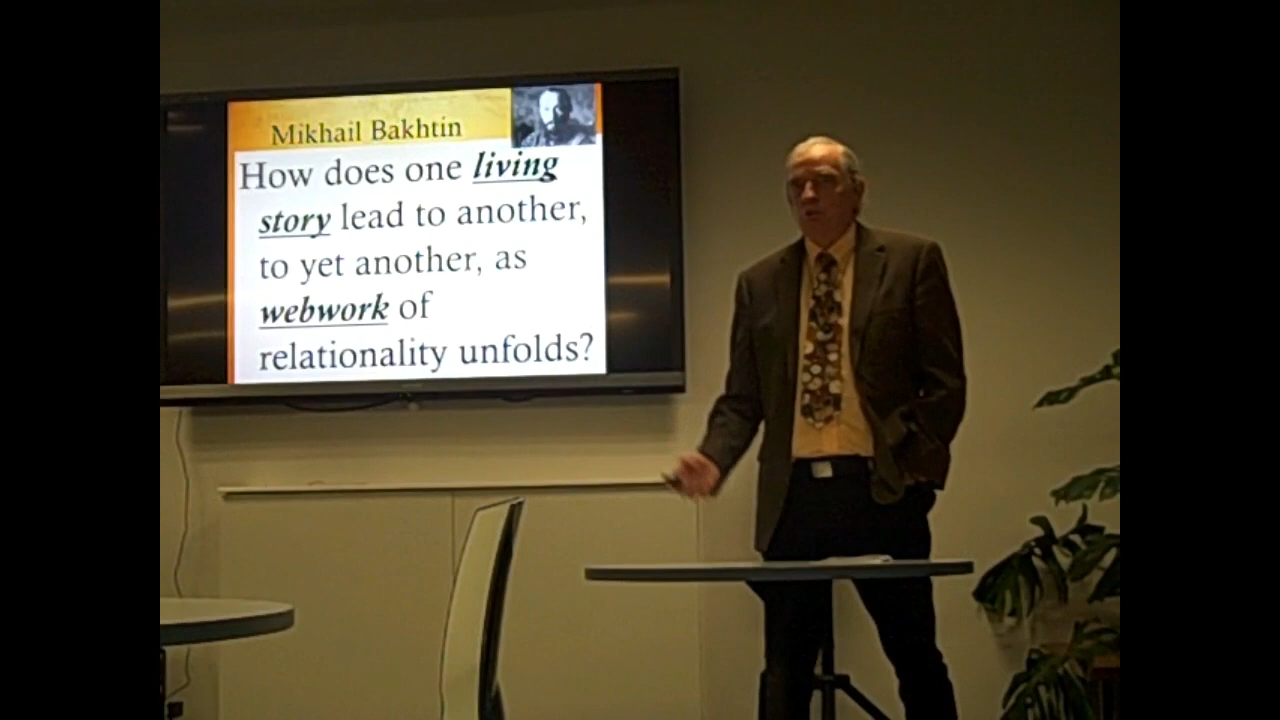 Mikhail Bakhtin
How does one living
story lead to another,
to yet another, as
webwork of
relationality unfolds?